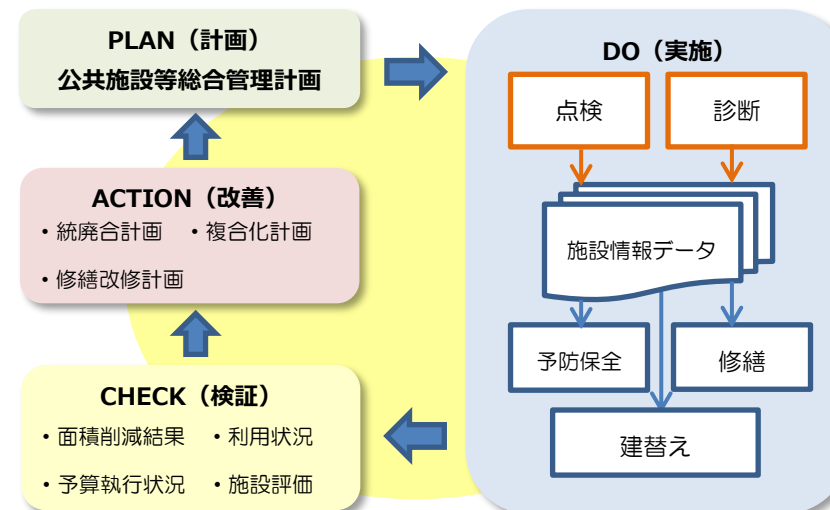 PLAN（計画）
公共施設等総合管理計画
ACTION（改善）
・統廃合計画　・複合化計画
・修繕改修計画
CHECK（検証）
・面積削減結果　・利用状況
・予算執行状況　・施設評価
DO（実施）
点検
診断
施設情報データ
予防保全
修繕
建替え